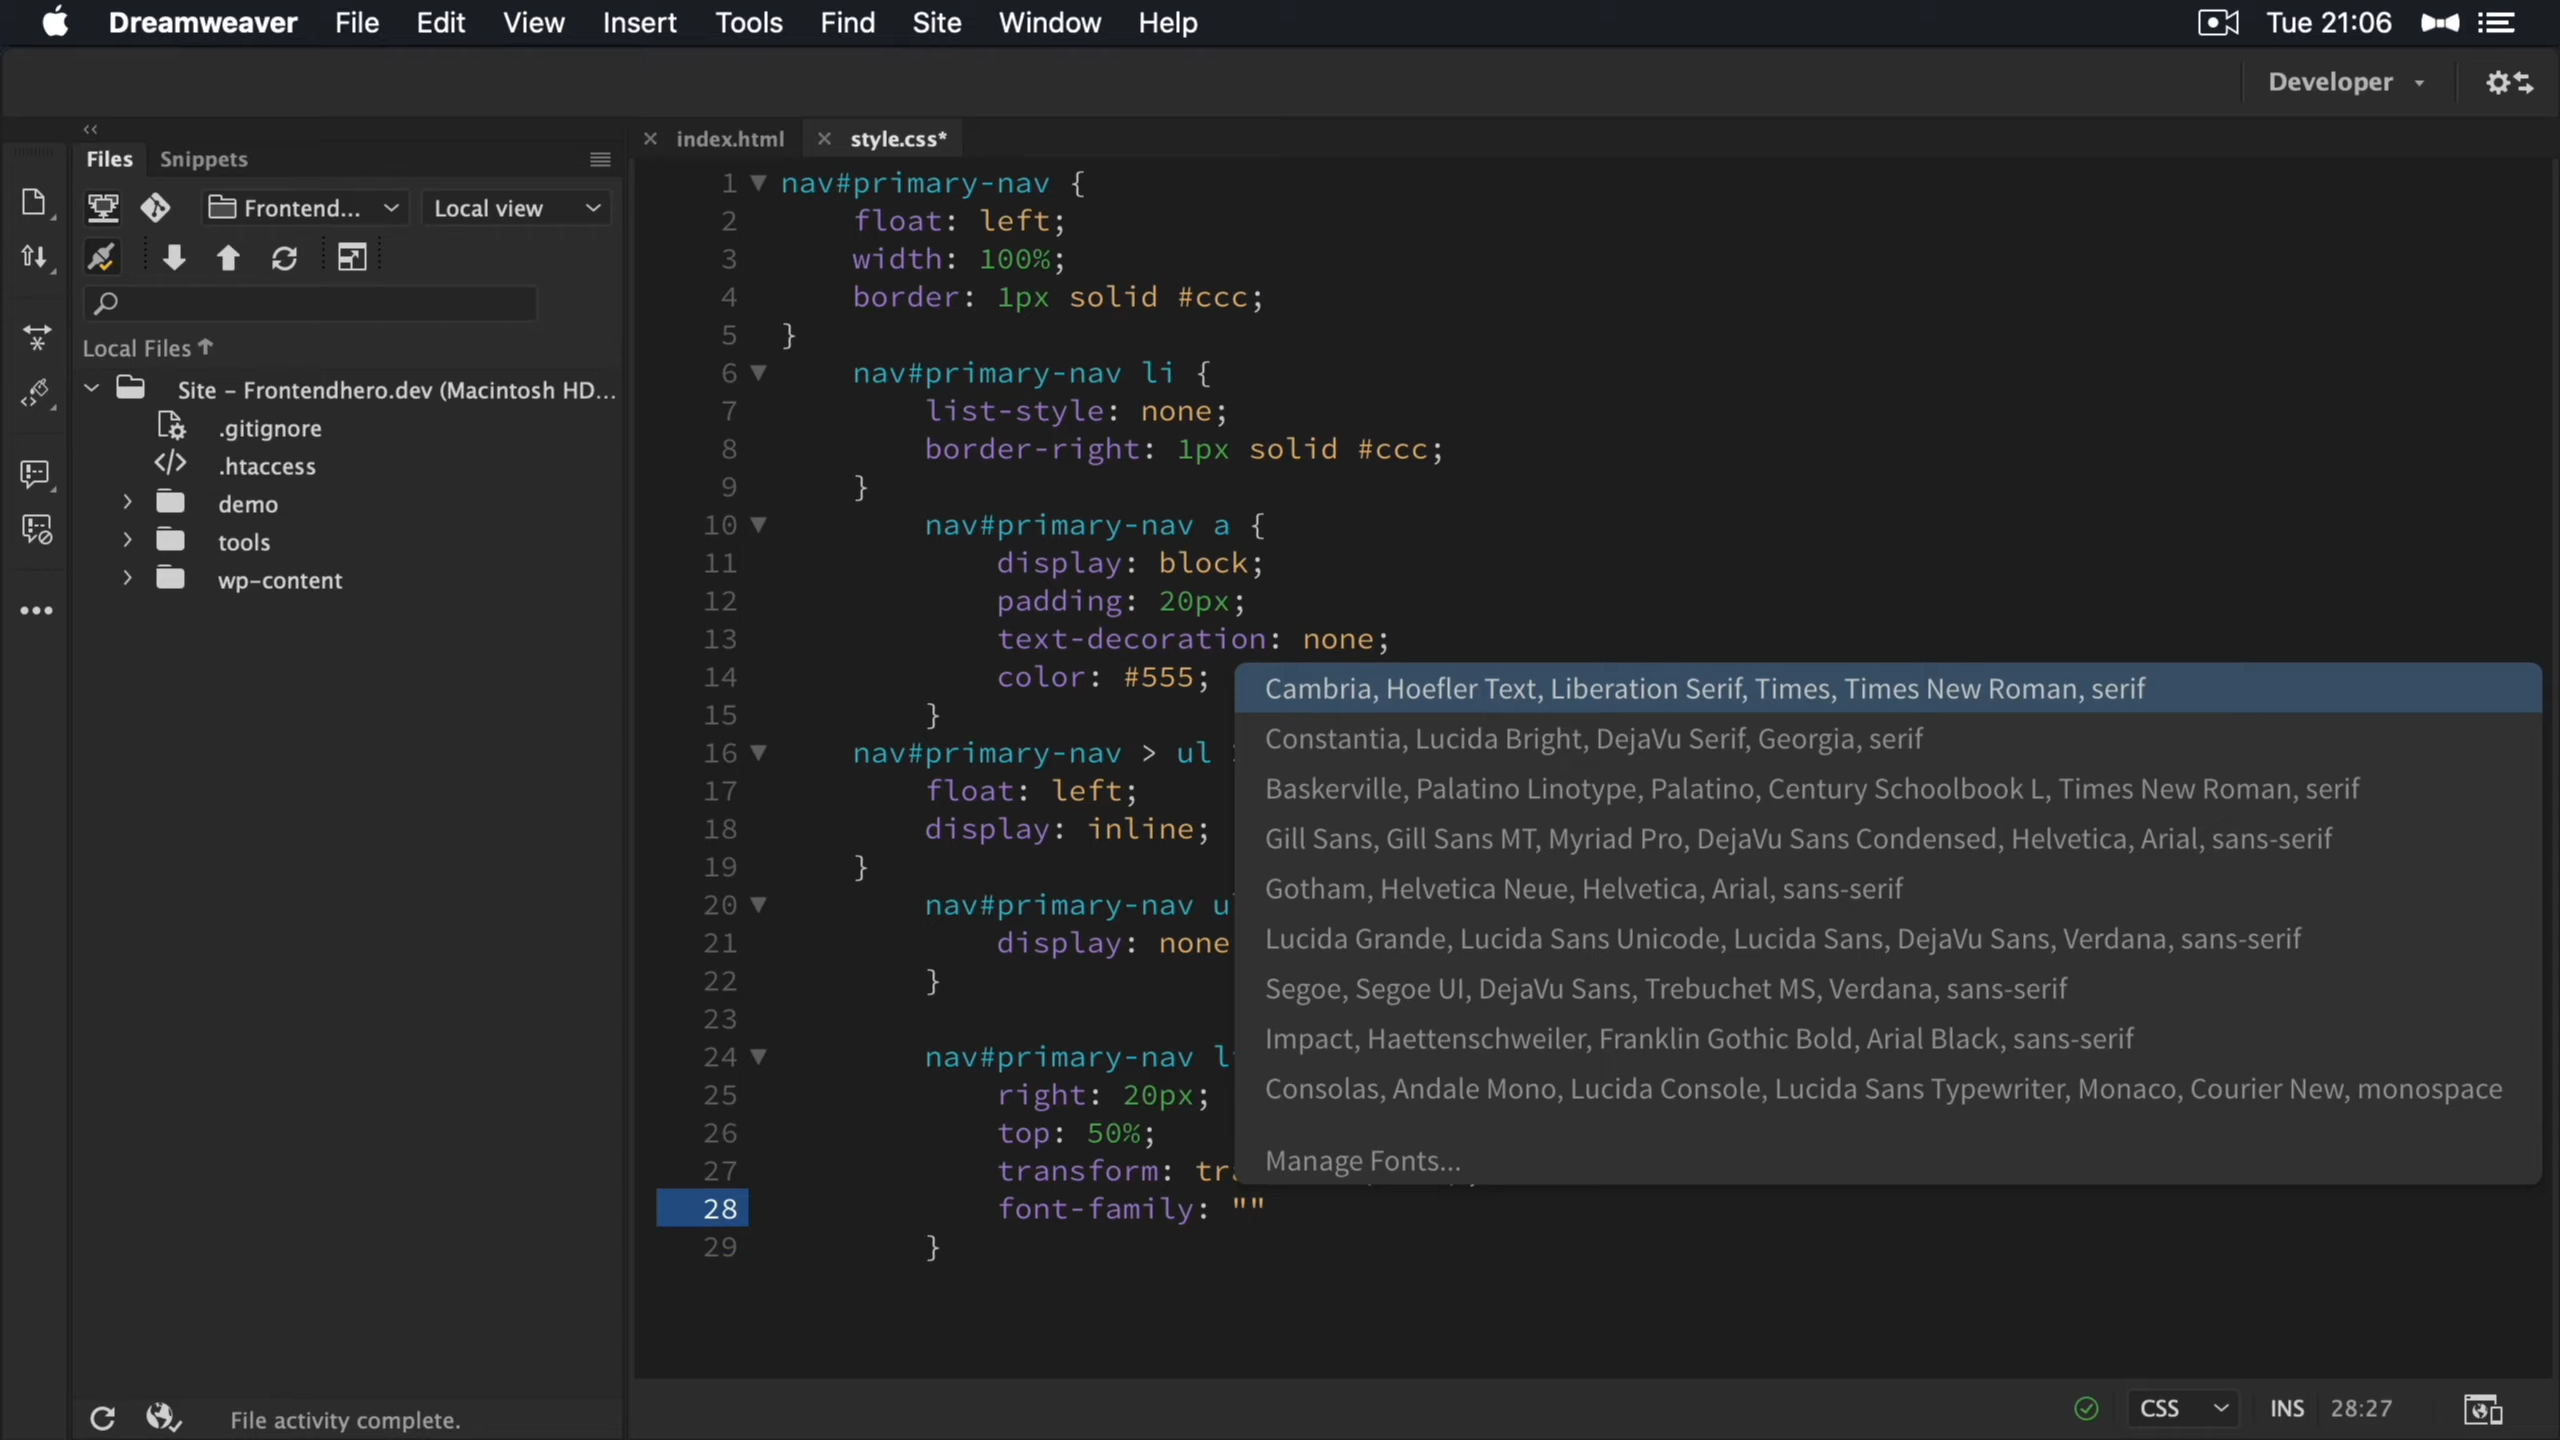 Dreamweaver File Edit View Insert Tools Find Site Window Help Tue 21:06
Developer
Files Snippets
index.html style.css*
Frontend... Local view
Local Files
Site – Frontendhero.dev (Macintosh HD...
.gitignore
.htaccess
demo
tools
wp-content
1 nav#primary-nav {
2 float: left;
3 width: 100%;
4 border: 1px solid #ccc;
5 }
6 nav#primary-nav li {
7 list-style: none;
8 border-right: 1px solid #ccc;
9 }
10 nav#primary-nav a {
11 display: block;
12 padding: 20px;
13 text-decoration: none;
14 color: #555;
15 }
16 nav#primary-nav > ul
17 float: left;
18 display: inline;
19 }
20 nav#primary-nav u
21 display: none
22 }
23
24 nav#primary-nav l
25 right: 20px;
26 top: 50%;
27 transform: tr
28 font-family: ""
29 }
Cambria, Hoefler Text, Liberation Serif, Times, Times New Roman, serif
Constantia, Lucida Bright, DejaVu Serif, Georgia, serif
Baskerville, Palatino Linotype, Palatino, Century Schoolbook L, Times New Roman, serif
Gill Sans, Gill Sans MT, Myriad Pro, DejaVu Sans Condensed, Helvetica, Arial, sans-serif
Gotham, Helvetica Neue, Helvetica, Arial, sans-serif
Lucida Grande, Lucida Sans Unicode, Lucida Sans, DejaVu Sans, Verdana, sans-serif
Segoe, Segoe UI, DejaVu Sans, Trebuchet MS, Verdana, sans-serif
Impact, Haettenschweiler, Franklin Gothic Bold, Arial Black, sans-serif
Consolas, Andale Mono, Lucida Console, Lucida Sans Typewriter, Monaco, Courier New, monospace
Manage Fonts...
File activity complete.
CSS INS 28:27